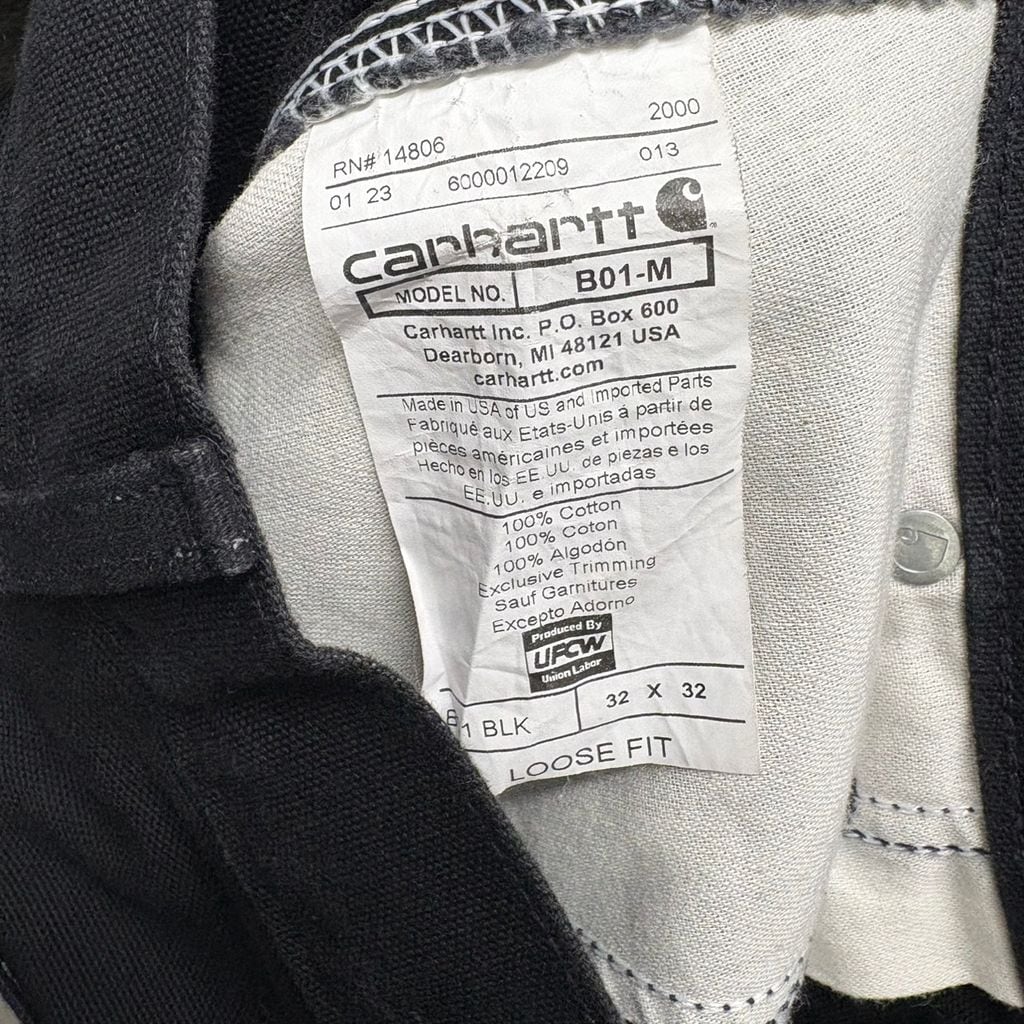 RN# 14806 2000
01 23 6000012209 013
carhartt
MODEL NO. B01-M
Carhartt Inc. P.O. Box 600
Dearborn, MI 48121 USA
carhartt.com
Made in USA of US and Imported Parts
Fabriqué aux Etats-Unis à partir de
pièces américaines et importées
Hecho en los EE.UU. de piezas e los
EE.UU. e importadas
100% Cotton
100% Coton
100% Algodón
Exclusive Trimming
Sauf Garnitures
Excepto Adorno
Produced By
UFCW
Union Labor
1 BLK 32 X 32
LOOSE FIT